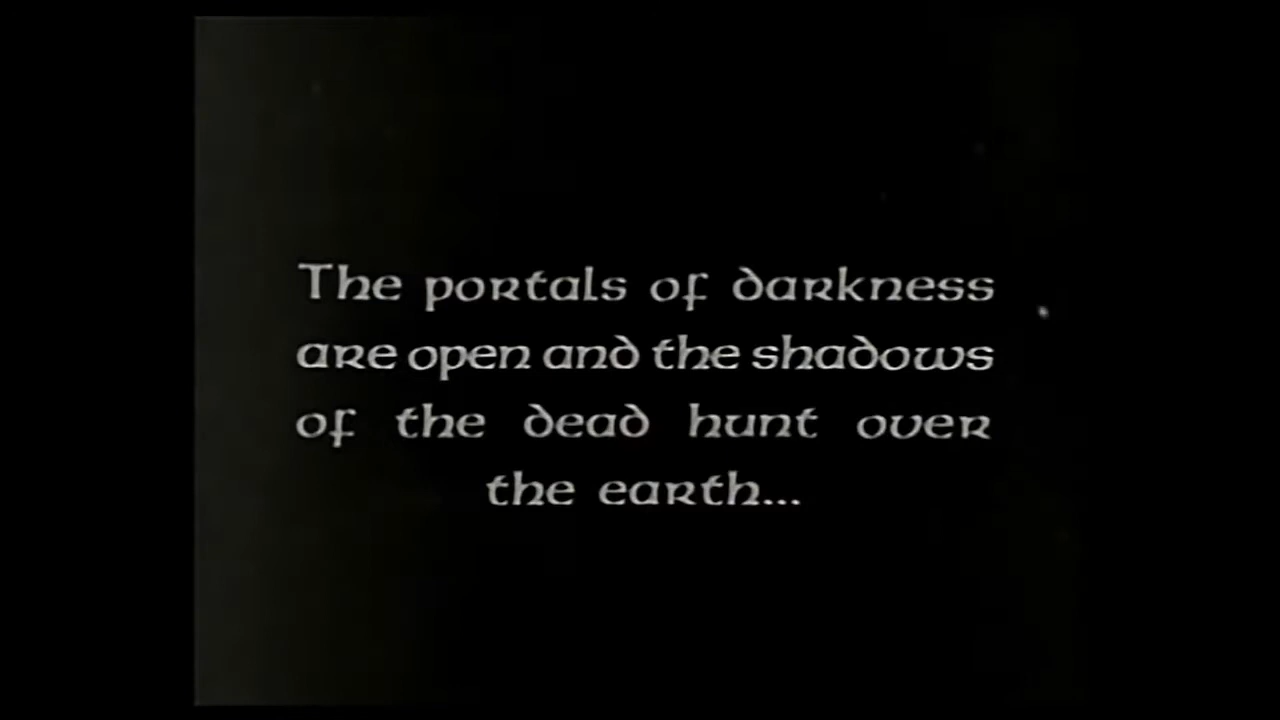 The portals of darkness
are open and the shadows
of the dead hunt over
the earth...